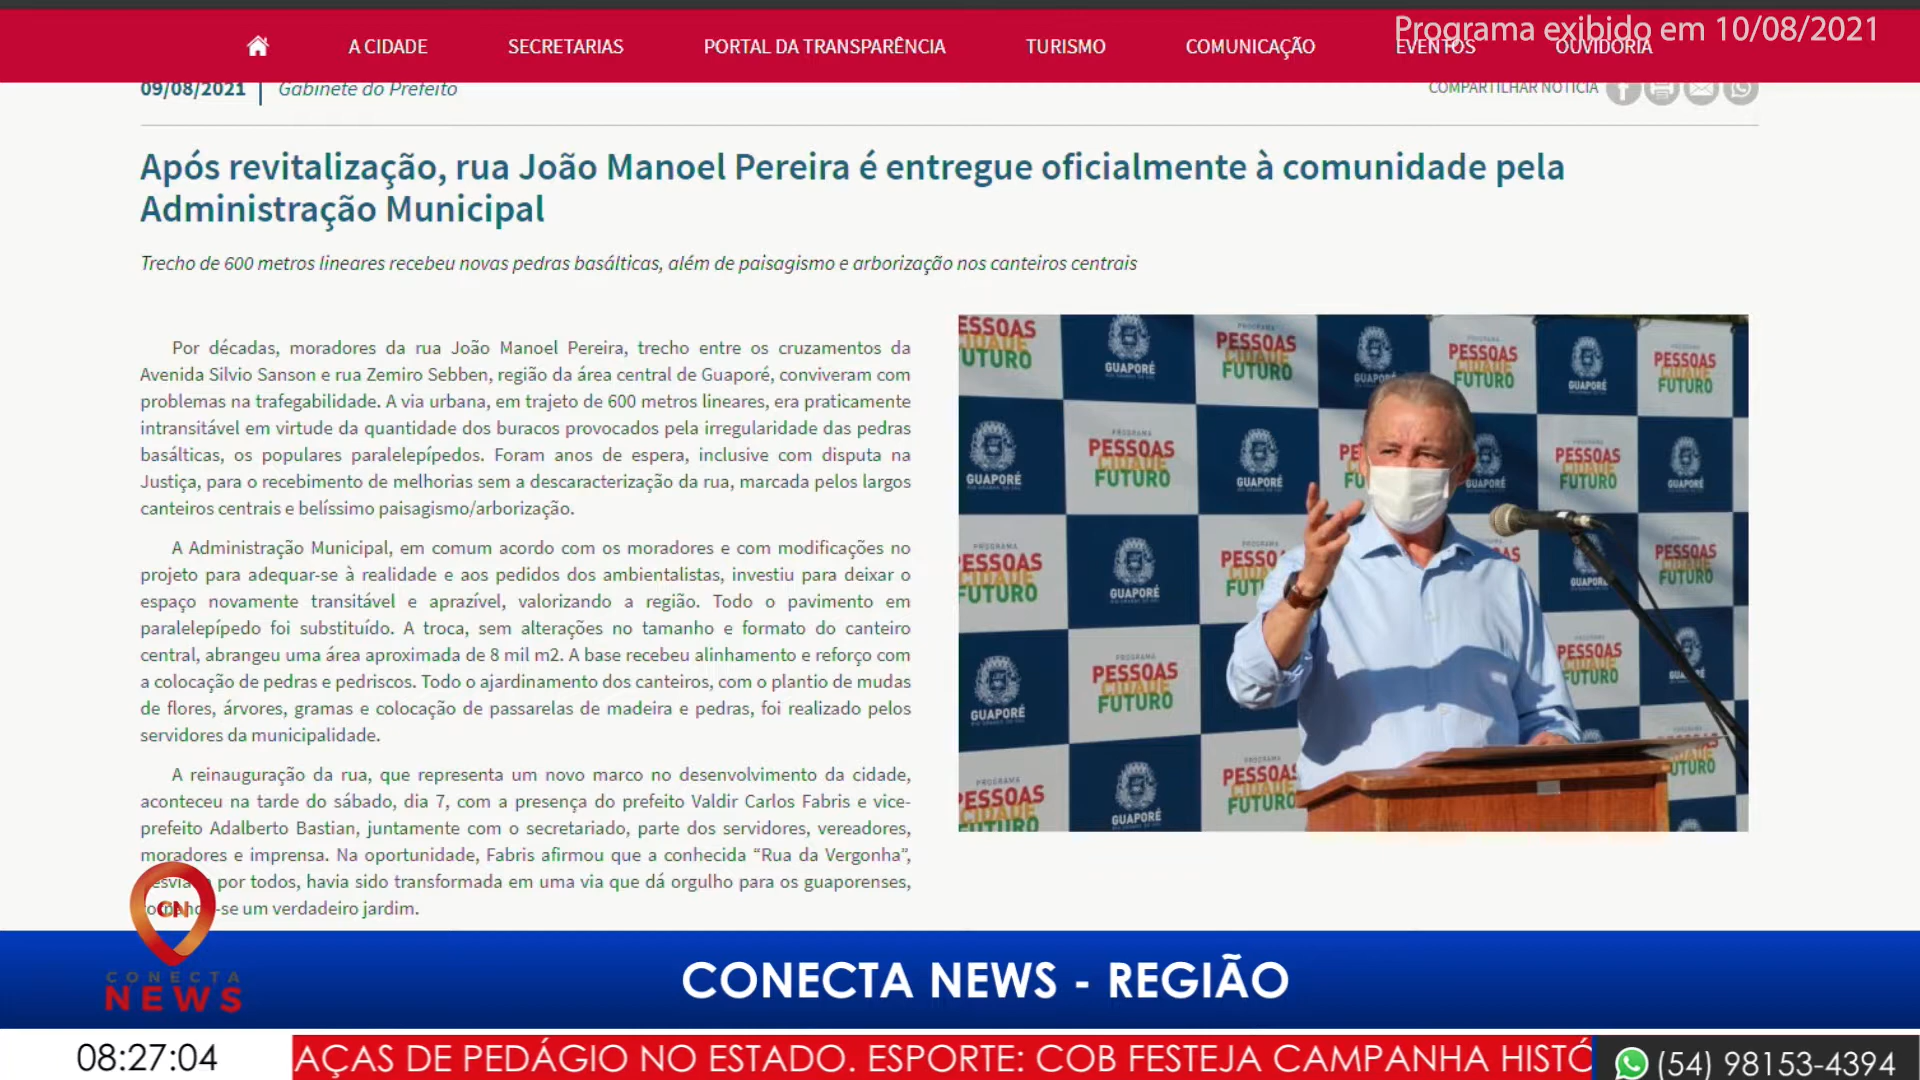 Programa exibido em 10/08/2021
A CIDADE
SECRETARIAS
PORTAL DA TRANSPARÊNCIA
TURISMO
COMUNICAÇÃO
EVENTOS
OUVIDORIA
09/08/2021
Gabinete do Prefeito
COMPARTILHAR NOTÍCIA
Após revitalização, rua João Manoel Pereira é entregue oficialmente à comunidade pela
Administração Municipal
Trecho de 600 metros lineares recebeu novas pedras basálticas, além de paisagismo e arborização nos canteiros centrais
Por décadas, moradores da rua João Manoel Pereira, trecho entre os cruzamentos da
Avenida Silvio Sanson e rua Zemiro Sebben, região da área central de Guaporé, conviveram com
problemas na trafegabilidade. A via urbana, em trajeto de 600 metros lineares, era praticamente
intransitável em virtude da quantidade dos buracos provocados pela irregularidade das pedras
basálticas, os populares paralelepípedos. Foram anos de espera, inclusive com disputa na
Justiça, para o recebimento de melhorias sem a descaracterização da rua, marcada pelos largos
canteiros centrais e belíssimo paisagismo/arborização.
A Administração Municipal, em comum acordo com os moradores e com modificações no
projeto para adequar-se à realidade e aos pedidos dos ambientalistas, investiu para deixar o
espaço novamente transitável e aprazível, valorizando a região. Todo o pavimento em
paralelepípedo foi substituído. A troca, sem alterações no tamanho e formato do canteiro
central, abrangeu uma área aproximada de 8 mil m2. A base recebeu alinhamento e reforço com
a colocação de pedras e pedriscos. Todo o ajardinamento dos canteiros, com o plantio de mudas
de flores, árvores, gramas e colocação de passarelas de madeira e pedras, foi realizado pelos
servidores da municipalidade.
A reinauguração da rua, que representa um novo marco no desenvolvimento da cidade,
aconteceu na tarde do sábado, dia 7, com a presença do prefeito Valdir Carlos Fabris e vice-
prefeito Adalberto Bastian, juntamente com o secretariado, parte dos servidores, vereadores,
moradores e imprensa. Na oportunidade, Fabris afirmou que a conhecida “Rua da Vergonha”,
por todos, havia sido transformada em uma via que dá orgulho para os guaporenses,
-se um verdadeiro jardim.
PROGRAMA
PESSOAS
CIDADE
FUTURO
GUAPORÉ
CN
CONECTA
NEWS
CONECTA NEWS - REGIÃO
08:27:04
AÇAS DE PEDÁGIO NO ESTADO. ESPORTE: COB FESTEJA CAMPANHA HISTÓ
(54) 98153-4394